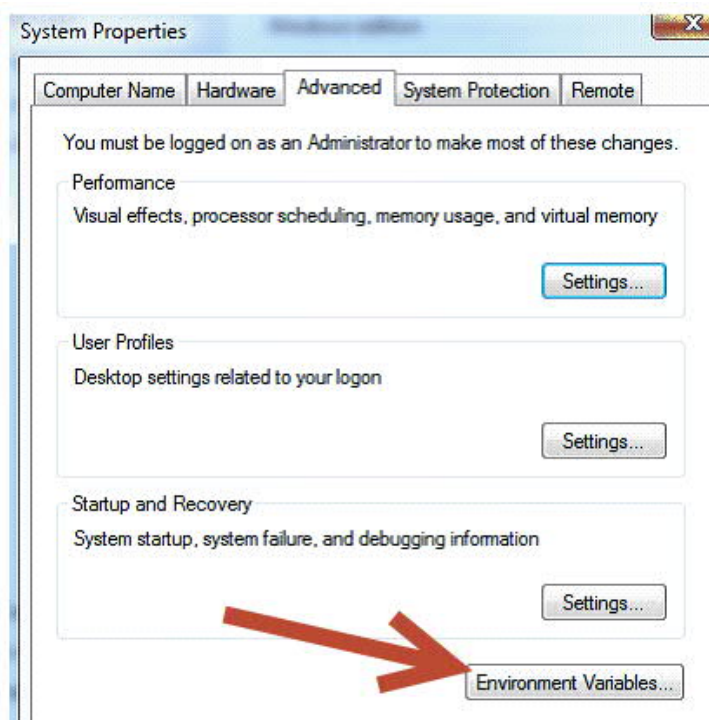 System Properties
Computer Name Hardware Advanced System Protection Remote
You must be logged on as an Administrator to make most of these changes.
Performance
Visual effects, processor scheduling, memory usage, and virtual memory
Settings...
User Profiles
Desktop settings related to your logon
Settings...
Startup and Recovery
System startup, system failure, and debugging information
Settings...
Environment Variables...